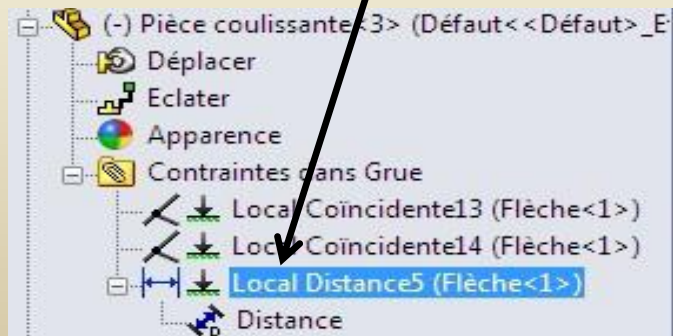 (-) Pièce coulissante<3> (Défaut<<Défaut>_E
Déplacer
Eclater
Apparence
Contraintes dans Grue
Local Coïncidente13 (Flèche<1>)
Local Coïncidente14 (Flèche<1>)
Local Distance5 (Flèche<1>)
Distance